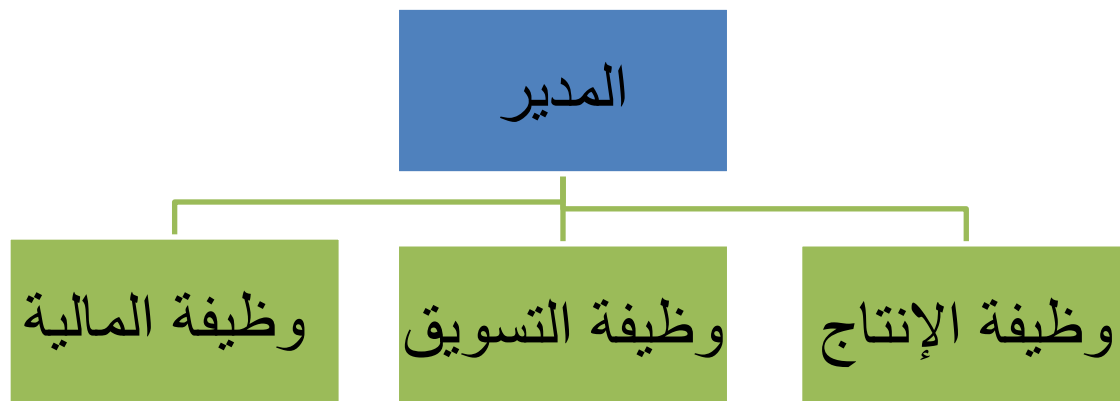 المدير
وظيفة الإنتاج
وظيفة التسويق
وظيفة المالية